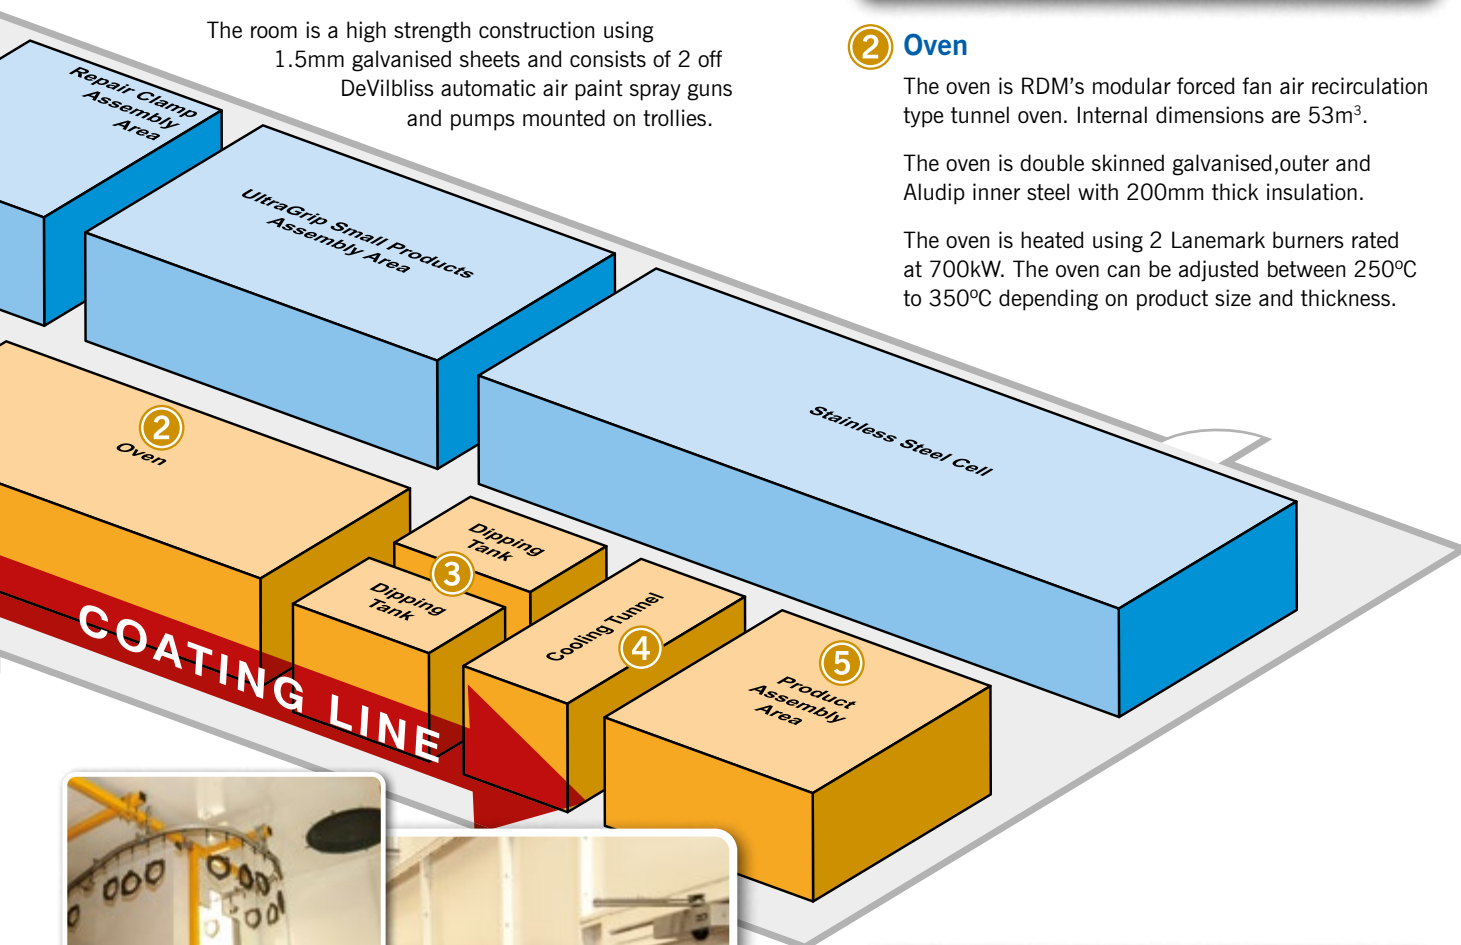 The room is a high strength construction using
1.5mm galvanised sheets and consists of 2 off
DeVilbliss automatic air paint spray guns
and pumps mounted on trollies.
2 Oven
The oven is RDM’s modular forced fan air recirculation
type tunnel oven. Internal dimensions are 53m³.
The oven is double skinned galvanised,outer and
Aludip inner steel with 200mm thick insulation.
The oven is heated using 2 Lanemark burners rated
at 700kW. The oven can be adjusted between 250ºC
to 350ºC depending on product size and thickness.
Repair Clamp
Assembly
Area
UltraGrip Small Products
Assembly Area
Stainless Steel Cell
2
Oven
Dipping
Tank
3
Dipping
Tank
Cooling Tunnel
4
5
Product
Assembly
Area
COATING LINE